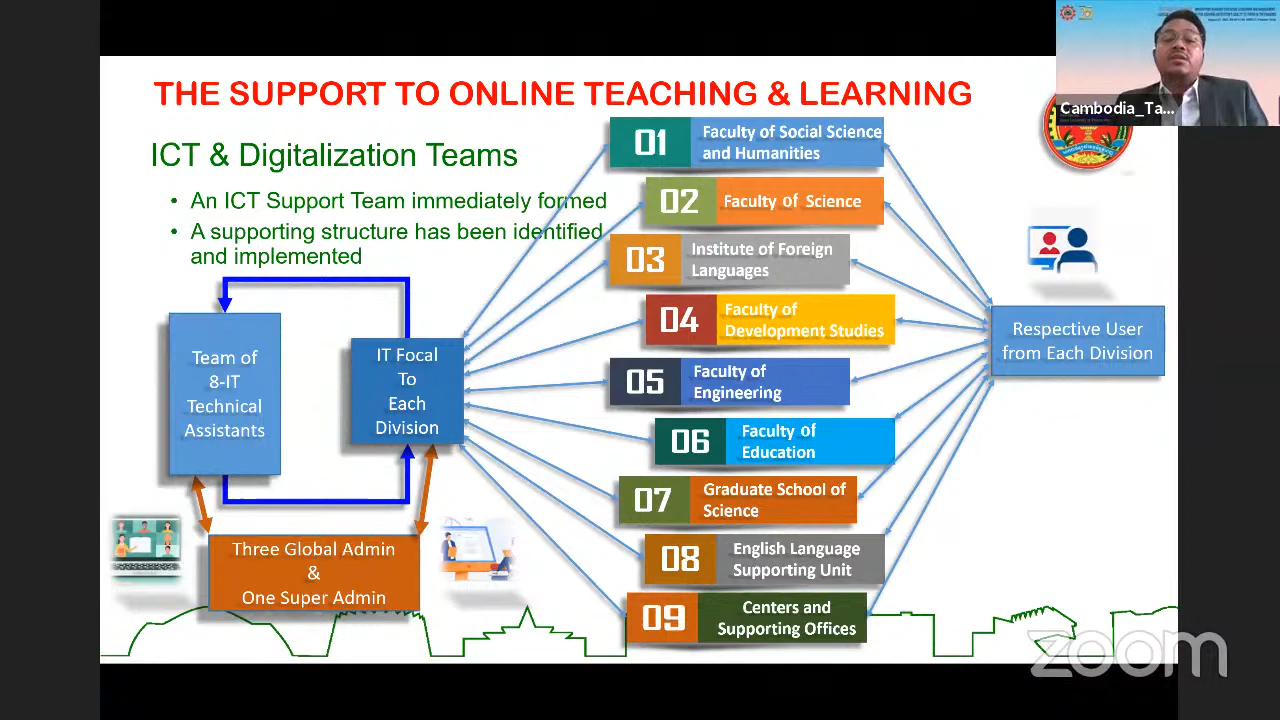 THE SUPPORT TO ONLINE TEACHING & LEARNING
Cambodia_Ta...
ICT & Digitalization Teams
• An ICT Support Team immediately formed
• A supporting structure has been identified
and implemented
Team of
8-IT
Technical
Assistants
IT Focal
To
Each
Division
Three Global Admin
&
One Super Admin
01 Faculty of Social Science
and Humanities
02 Faculty of Science
03 Institute of Foreign
Languages
04 Faculty of
Development Studies
05 Faculty of
Engineering
06 Faculty of
Education
07 Graduate School of
Science
08 English Language
Supporting Unit
09 Centers and
Supporting Offices
Respective User
from Each Division
zoom